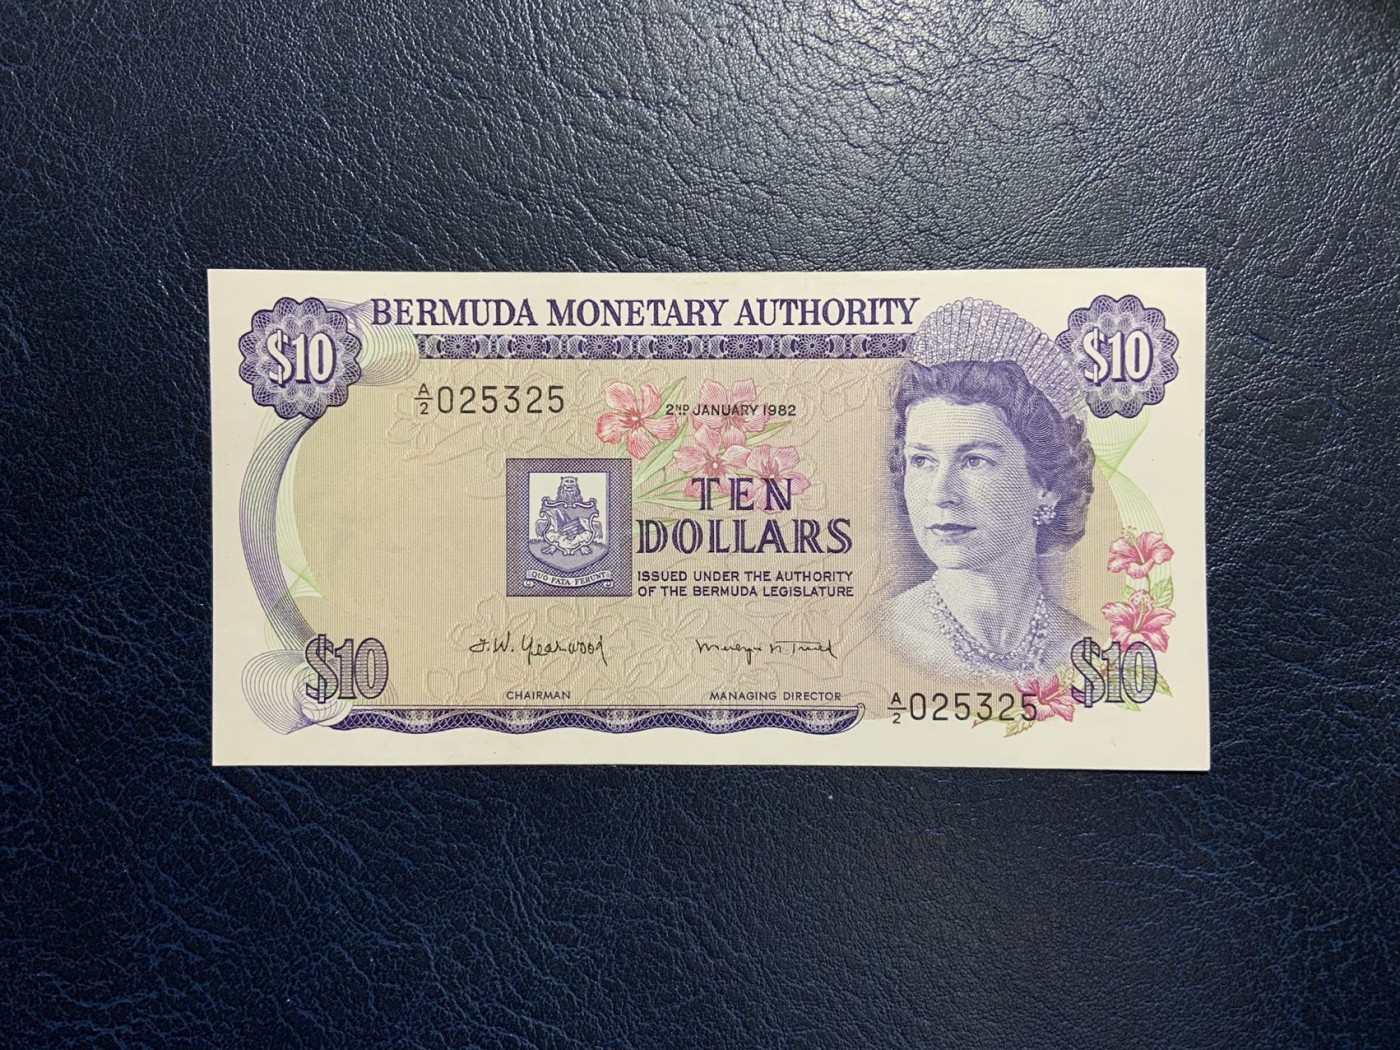 BERMUDA MONETARY AUTHORITY
$10
$10
A/2 025325
2ND JANUARY 1982
TEN
DOLLARS
QUO FATA FERUNT
ISSUED UNDER THE AUTHORITY
OF THE BERMUDA LEGISLATURE
$10
$10
CHAIRMAN
MANAGING DIRECTOR
A/2 025325